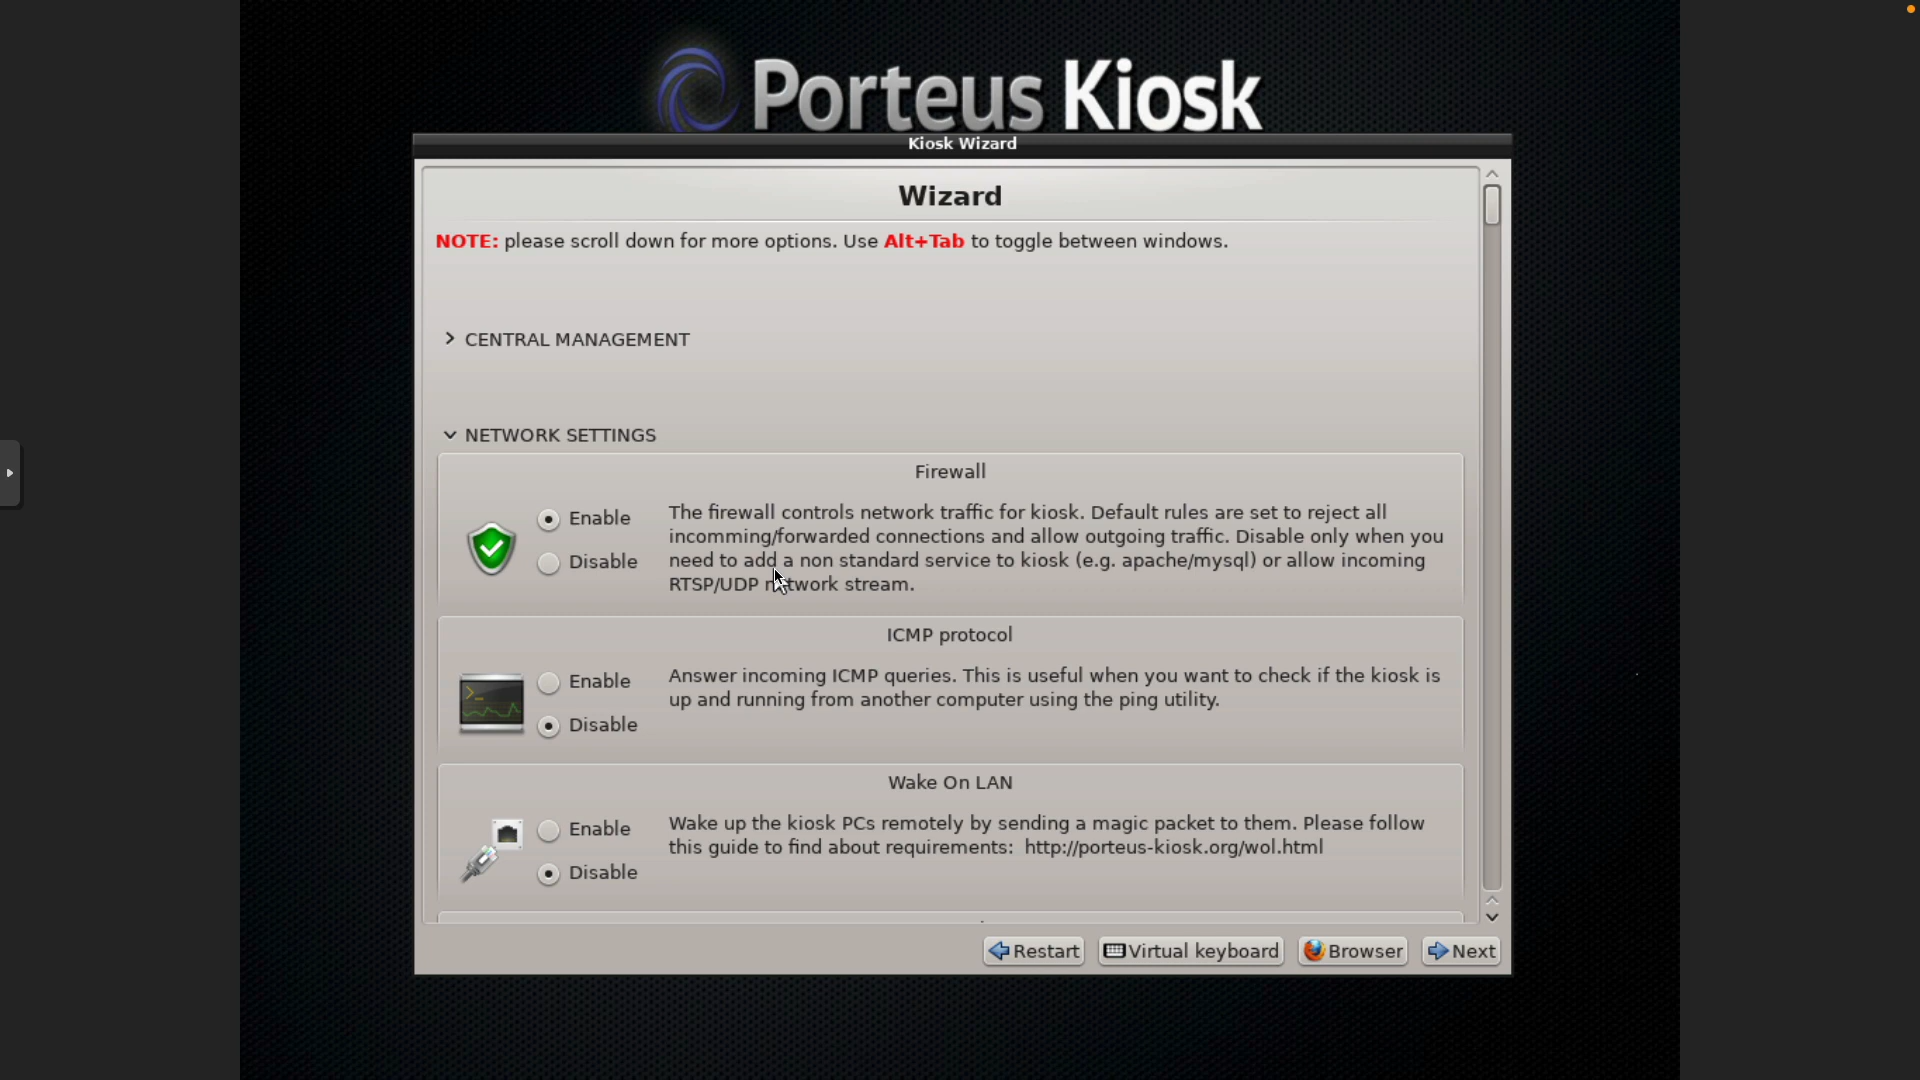 Porteus Kiosk
Kiosk Wizard
Wizard
NOTE: please scroll down for more options. Use Alt+Tab to toggle between windows.
CENTRAL MANAGEMENT
NETWORK SETTINGS
Firewall
Enable
Disable
The firewall controls network traffic for kiosk. Default rules are set to reject all
incomming/forwarded connections and allow outgoing traffic. Disable only when you
need to add a non standard service to kiosk (e.g. apache/mysql) or allow incoming
RTSP/UDP network stream.
ICMP protocol
Enable
Disable
Answer incoming ICMP queries. This is useful when you want to check if the kiosk is
up and running from another computer using the ping utility.
Wake On LAN
Enable
Disable
Wake up the kiosk PCs remotely by sending a magic packet to them. Please follow
this guide to find about requirements: http://porteus-kiosk.org/wol.html
Restart
Virtual keyboard
Browser
Next